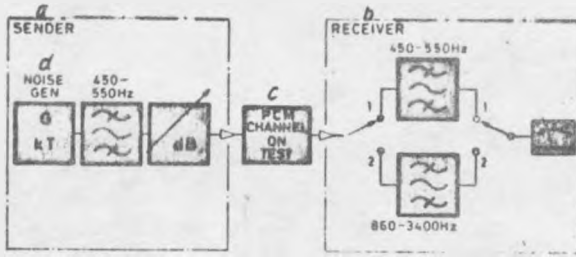 a
SENDER
d
NOISE
GEN
G
kT
450-
550Hz
dB
c
PCM
CHANNEL
ON
TEST
b
RECEIVER
450-550Hz
1
1
2
2
860-3400Hz